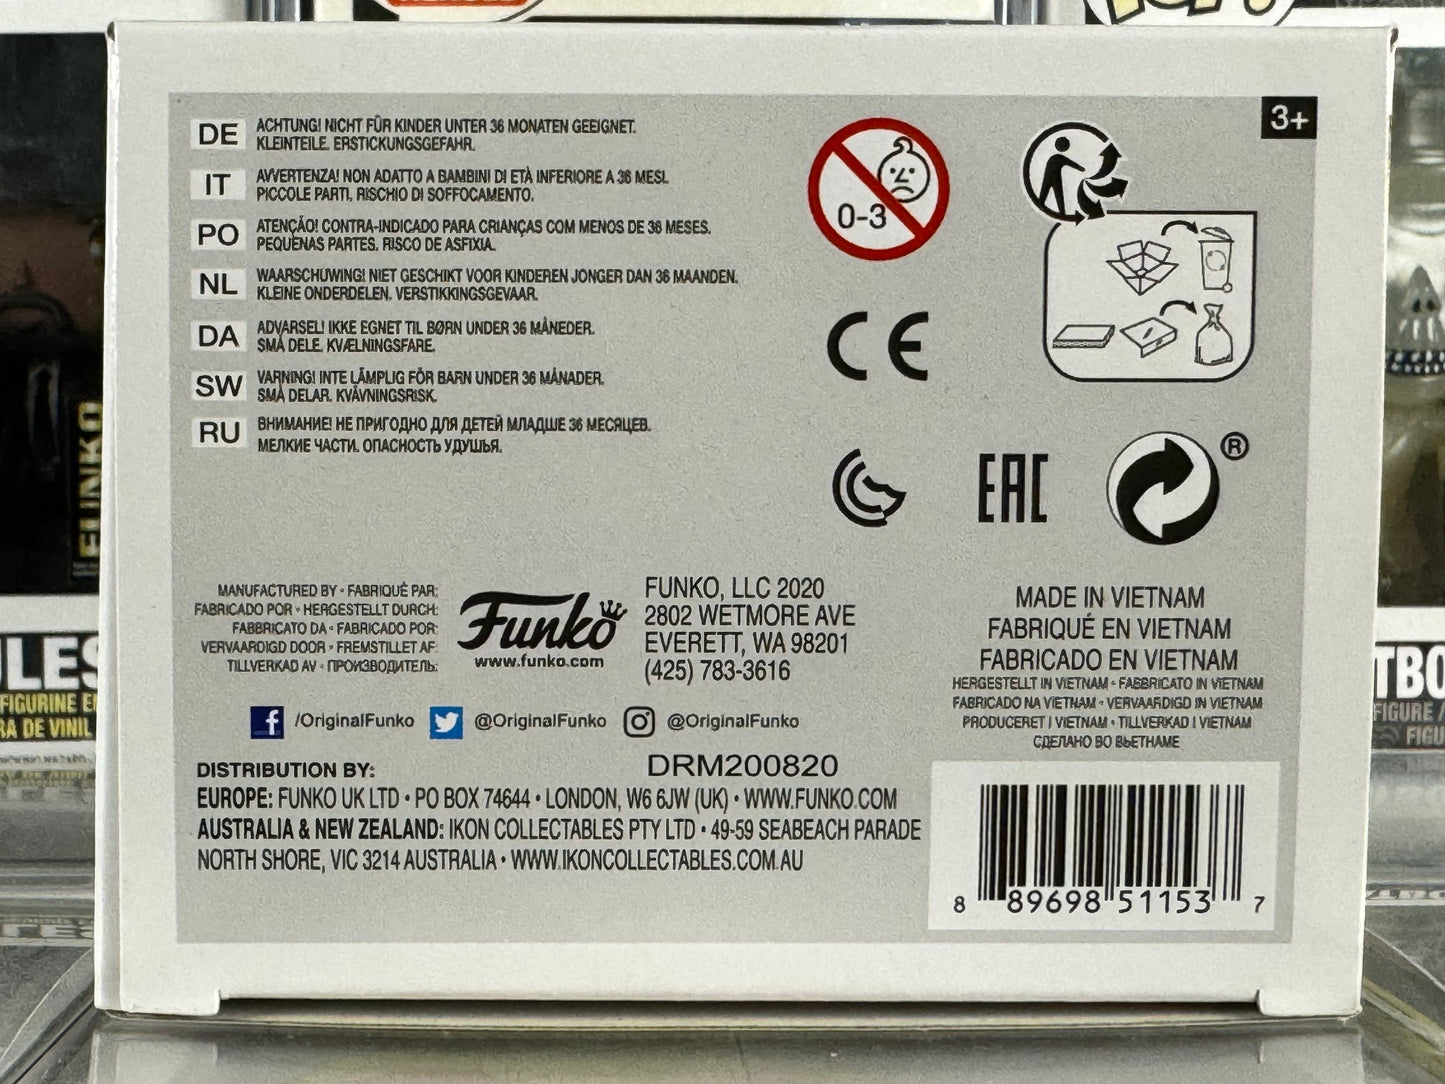 3+
DE ACHTUNG! NICHT FÜR KINDER UNTER 36 MONATEN GEEIGNET.
KLEINTEILE. ERSTICKUNGSGEFAHR.
IT AVVERTENZA! NON ADATTO A BAMBINI DI ETÀ INFERIORE A 36 MESI.
PICCOLE PARTI, RISCHIO DI SOFFOCAMENTO.
PO ATENÇÃO! CONTRA-INDICADO PARA CRIANÇAS COM MENOS DE 36 MESES.
PEQUENAS PARTES. RISCO DE ASFIXIA.
NL WAARSCHUWING! NIET GESCHIKT VOOR KINDEREN JONGER DAN 36 MAANDEN.
KLEINE ONDERDELEN. VERSTIKKINGSGEVAAR.
DA ADVARSEL! IKKE EGNET TIL BØRN UNDER 36 MÅNEDER.
SMÅ DELE. KVÆLNINGSFARE.
SW VARNING! INTE LÄMPLIG FÖR BARN UNDER 36 MÅNADER.
SMÅ DELAR. KVÄVNINGSRISK.
RU ВНИМАНИЕ! НЕ ПРИГОДНО ДЛЯ ДЕТЕЙ МЛАДШЕ 36 МЕСЯЦЕВ.
МЕЛКИЕ ЧАСТИ. ОПАСНОСТЬ УДУШЬЯ.
0-3
CE
EAC
®
MANUFACTURED BY • FABRIQUÉ PAR:
FABRICADO POR • HERGESTELLT DURCH:
FABBRICATO DA • FABRICADO POR:
VERVAARDIGD DOOR • FREMSTILLET AF:
TILLVERKAD AV • ПРОИЗВОДИТЕЛЬ:
Funko
www.funko.com
FUNKO, LLC 2020
2802 WETMORE AVE
EVERETT, WA 98201
(425) 783-3616
MADE IN VIETNAM
FABRIQUÉ EN VIETNAM
FABRICADO EN VIETNAM
HERGESTELLT IN VIETNAM • FABBRICATO IN VIETNAM
FABRICADO NA VIETNAM • VERVAARDIGD IN VIETNAM
PRODUCERET I VIETNAM • TILLVERKAD I VIETNAM
СДЕЛАНО ВО ВЬЕТНАМЕ
/OriginalFunko @OriginalFunko @OriginalFunko
DISTRIBUTION BY: DRM200820
EUROPE: FUNKO UK LTD • PO BOX 74644 • LONDON, W6 6JW (UK) • WWW.FUNKO.COM
AUSTRALIA & NEW ZEALAND: IKON COLLECTABLES PTY LTD • 49-59 SEABEACH PARADE
NORTH SHORE, VIC 3214 AUSTRALIA • WWW.IKONCOLLECTABLES.COM.AU
8 89698 51153 7
FUNKO